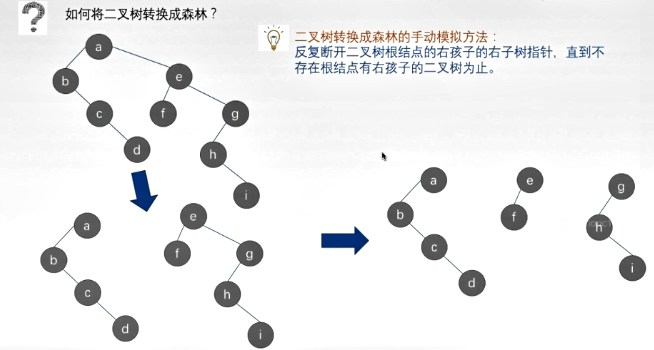 如何将二叉树转换成森林？
二叉树转换成森林的手动模拟方法：
反复断开二叉树根结点的右孩子的右子树指针，直到不
存在根结点有右孩子的二叉树为止。
a
b
e
c
f
g
d
h
i
a
b
c
d
e
f
g
h
i
a
b
c
d
e
f
g
h
i